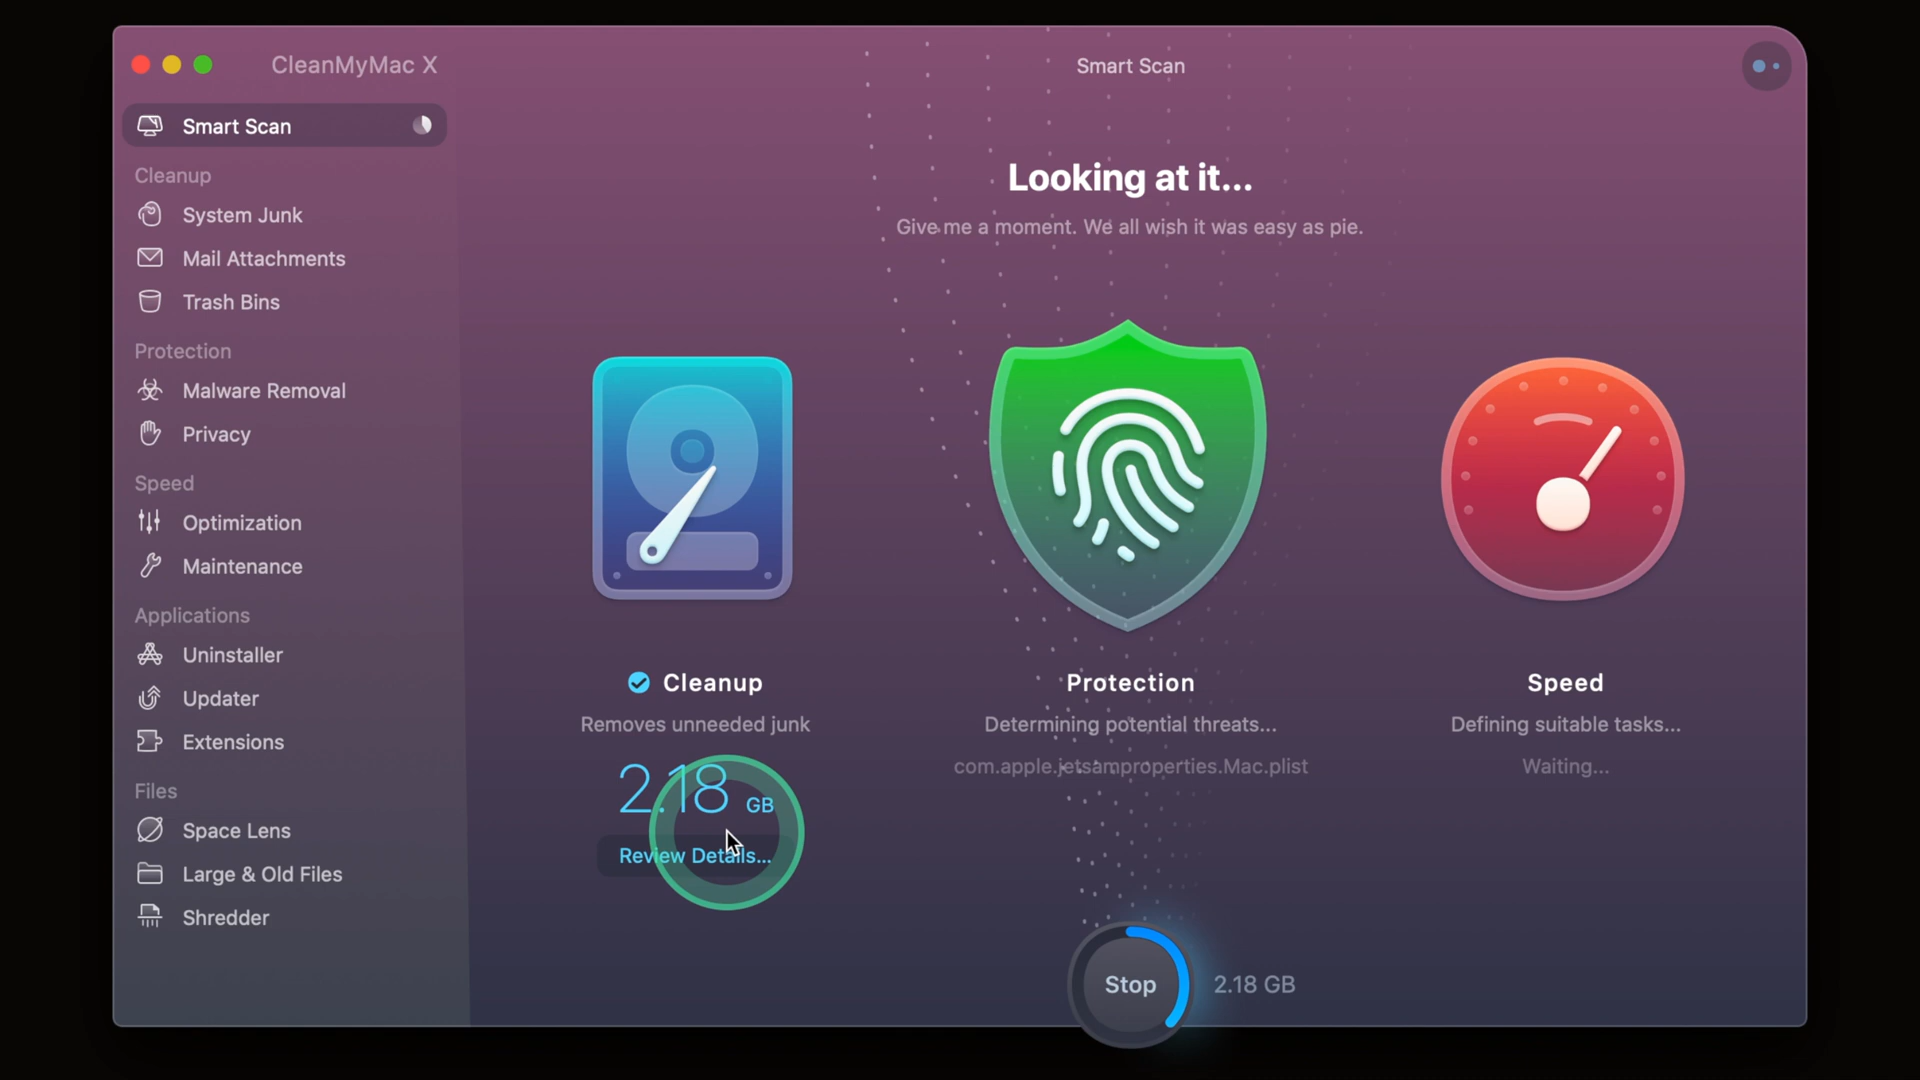 CleanMyMac X
Smart Scan
Smart Scan
Cleanup
System Junk
Mail Attachments
Trash Bins
Protection
Malware Removal
Privacy
Speed
Optimization
Maintenance
Applications
Uninstaller
Updater
Extensions
Files
Space Lens
Large & Old Files
Shredder
Looking at it...
Give me a moment. We all wish it was easy as pie.
Cleanup
Removes unneeded junk
2.18 GB
Review Details...
Protection
Determining potential threats...
com.apple.jetsamproperties.Mac.plist
Speed
Defining suitable tasks...
Waiting...
Stop
2.18 GB